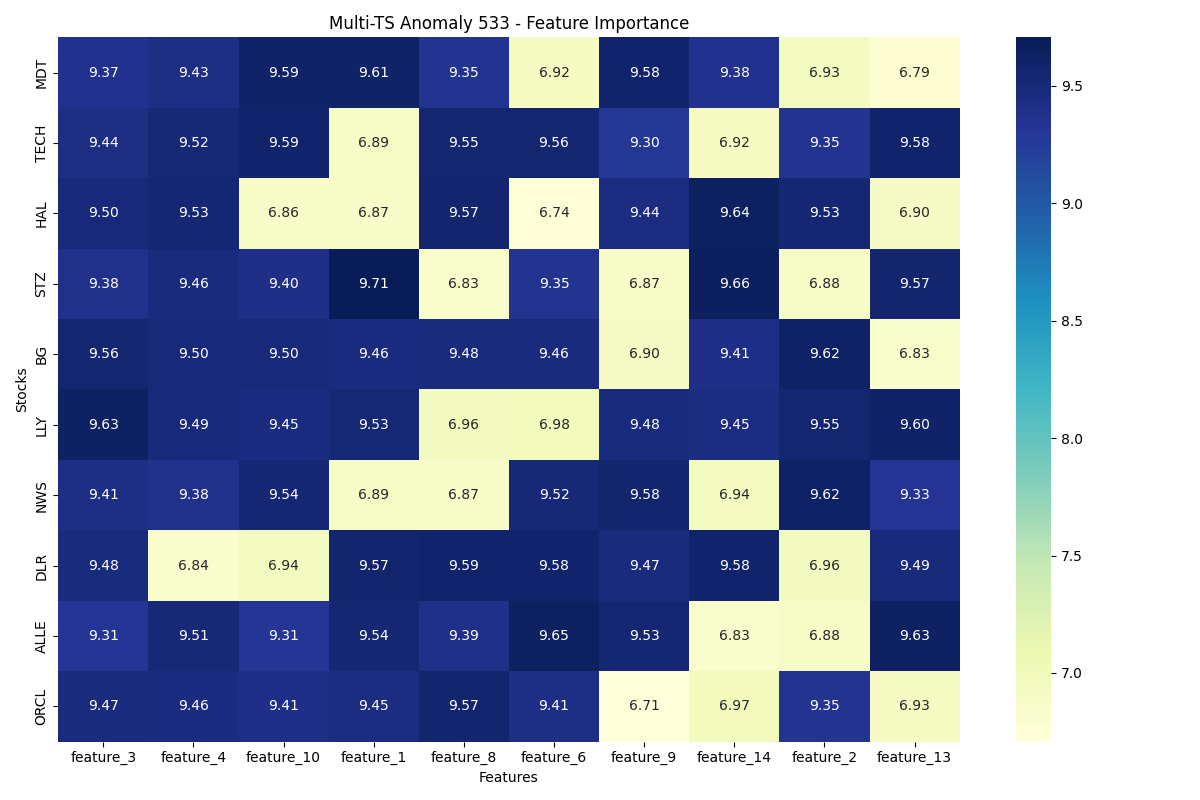 Multi-TS Anomaly 533 - Feature Importance
MDT 9.37 9.43 9.59 9.61 9.35 6.92 9.58 9.38 6.93 6.79
TECH 9.44 9.52 9.59 6.89 9.55 9.56 9.30 6.92 9.35 9.58
HAL 9.50 9.53 6.86 6.87 9.57 6.74 9.44 9.64 9.53 6.90
STZ 9.38 9.46 9.40 9.71 6.83 9.35 6.87 9.66 6.88 9.57
BG 9.56 9.50 9.50 9.46 9.48 9.46 6.90 9.41 9.62 6.83
LLY 9.63 9.49 9.45 9.53 6.96 6.98 9.48 9.45 9.55 9.60
NWS 9.41 9.38 9.54 6.89 6.87 9.52 9.58 6.94 9.62 9.33
DLR 9.48 6.84 6.94 9.57 9.59 9.58 9.47 9.58 6.96 9.49
ALLE 9.31 9.51 9.31 9.54 9.39 9.65 9.53 6.83 6.88 9.63
ORCL 9.47 9.46 9.41 9.45 9.57 9.41 6.71 6.97 9.35 6.93
Stocks
feature_3 feature_4 feature_10 feature_1 feature_8 feature_6 feature_9 feature_14 feature_2 feature_13
Features
9.5
9.0
8.5
8.0
7.5
7.0